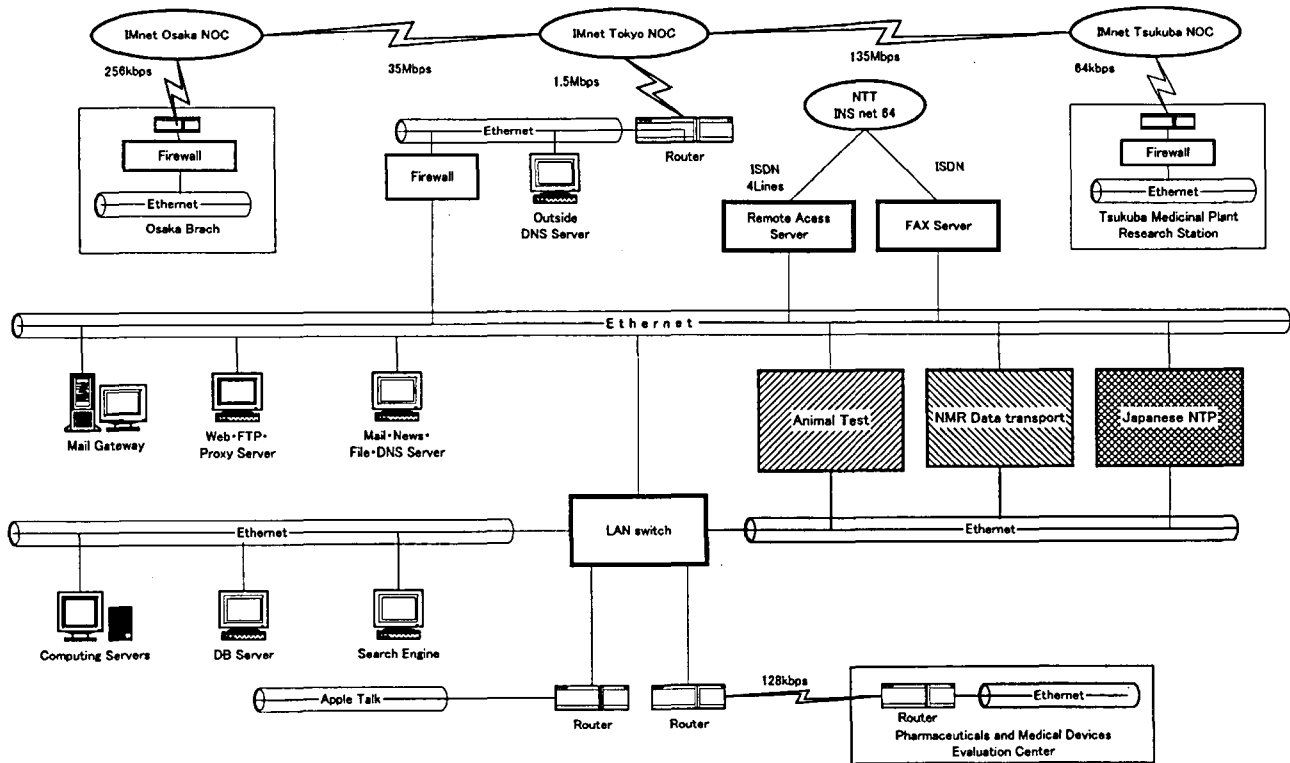 IMnet Osaka NOC
IMnet Tokyo NOC
IMnet Tsukuba NOC
256kbps
35Mbps
1.5Mbps
135Mbps
64kbps
NTT
INS net 64
Firewall
Ethernet
Osaka Brach
Ethernet
Router
Firewall
Outside
DNS Server
ISDN
4Lines
ISDN
Remote Acess
Server
FAX Server
Firewall
Ethernet
Tsukuba Medicinal Plant
Research Station
Ethernet
Mail Gateway
Web・FTP・
Proxy Server
Mail・News・
File・DNS Server
Animal Test
NMR Data transport
Japanese NTP
Ethernet
LAN switch
Ethernet
Computing Servers
DB Server
Search Engine
Apple Talk
Router
Router
128kbps
Router
Ethernet
Pharmaceuticals and Medical Devices
Evaluation Center